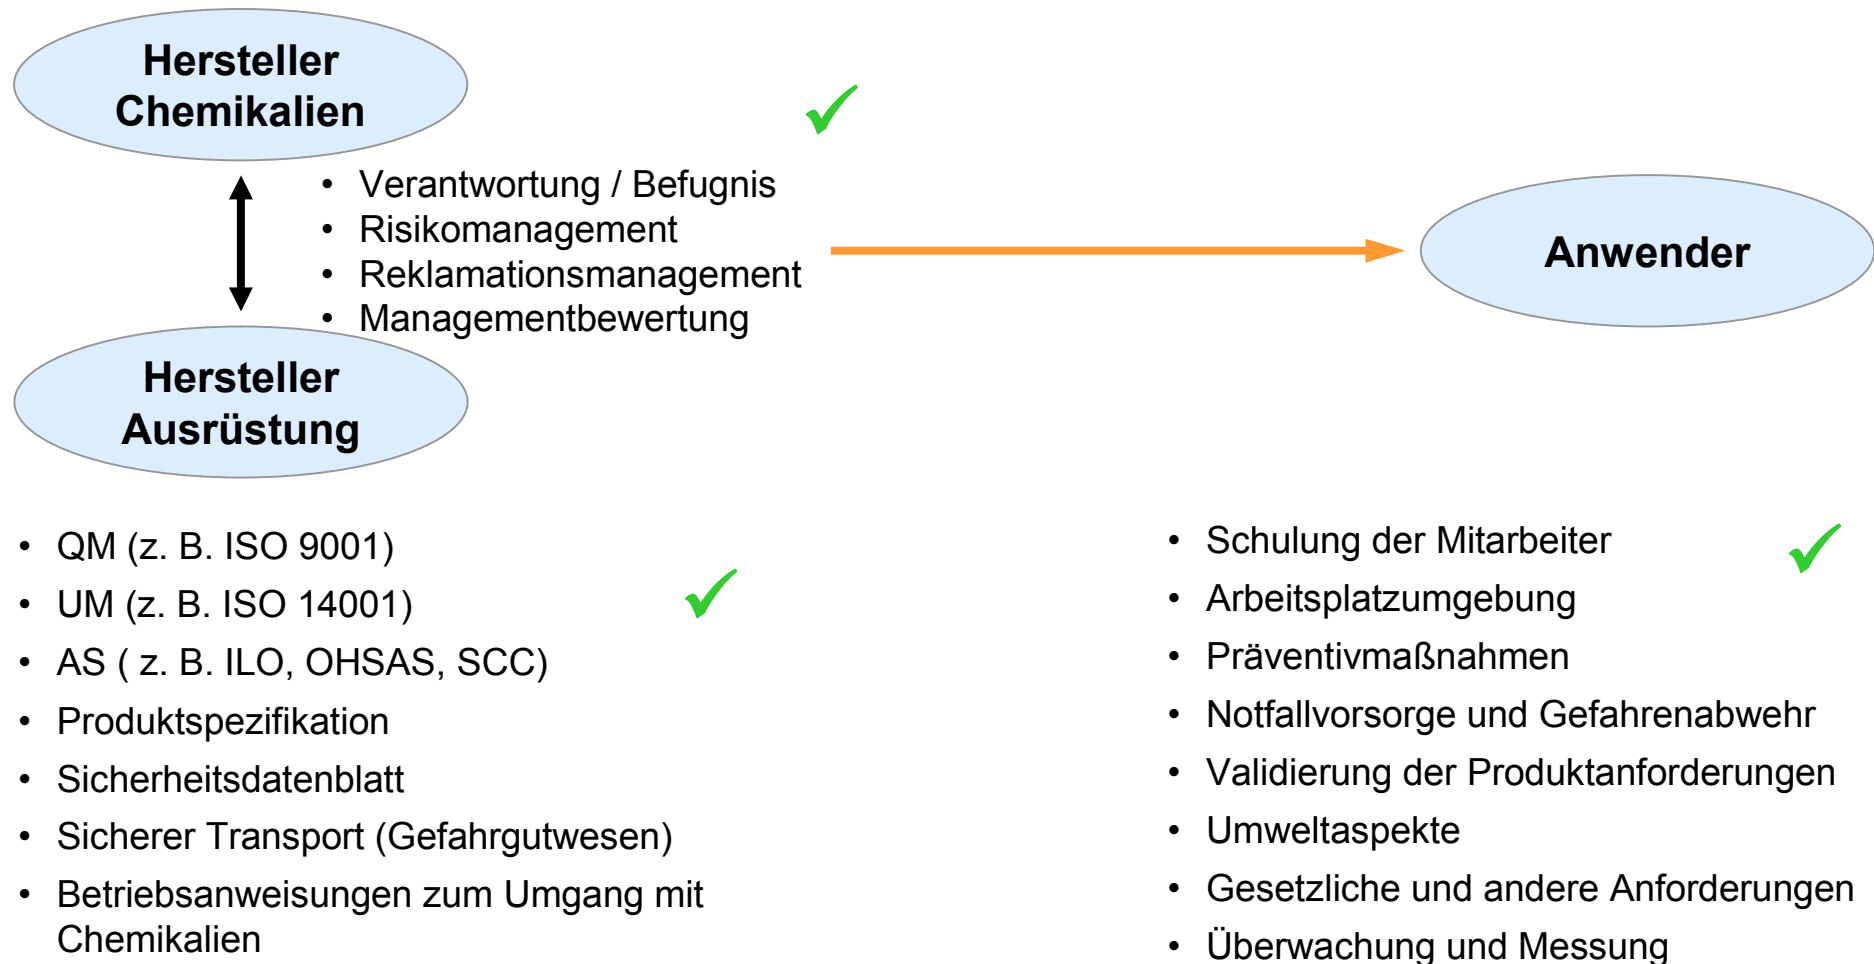 Hersteller
Chemikalien
• Verantwortung / Befugnis
• Risikomanagement
• Reklamationsmanagement
• Managementbewertung
Anwender
Hersteller
Ausrüstung
• QM (z. B. ISO 9001)
• UM (z. B. ISO 14001)
• AS ( z. B. ILO, OHSAS, SCC)
• Produktspezifikation
• Sicherheitsdatenblatt
• Sicherer Transport (Gefahrgutwesen)
• Betriebsanweisungen zum Umgang mit
Chemikalien
• Schulung der Mitarbeiter
• Arbeitsplatzumgebung
• Präventivmaßnahmen
• Notfallvorsorge und Gefahrenabwehr
• Validierung der Produktanforderungen
• Umweltaspekte
• Gesetzliche und andere Anforderungen
• Überwachung und Messung